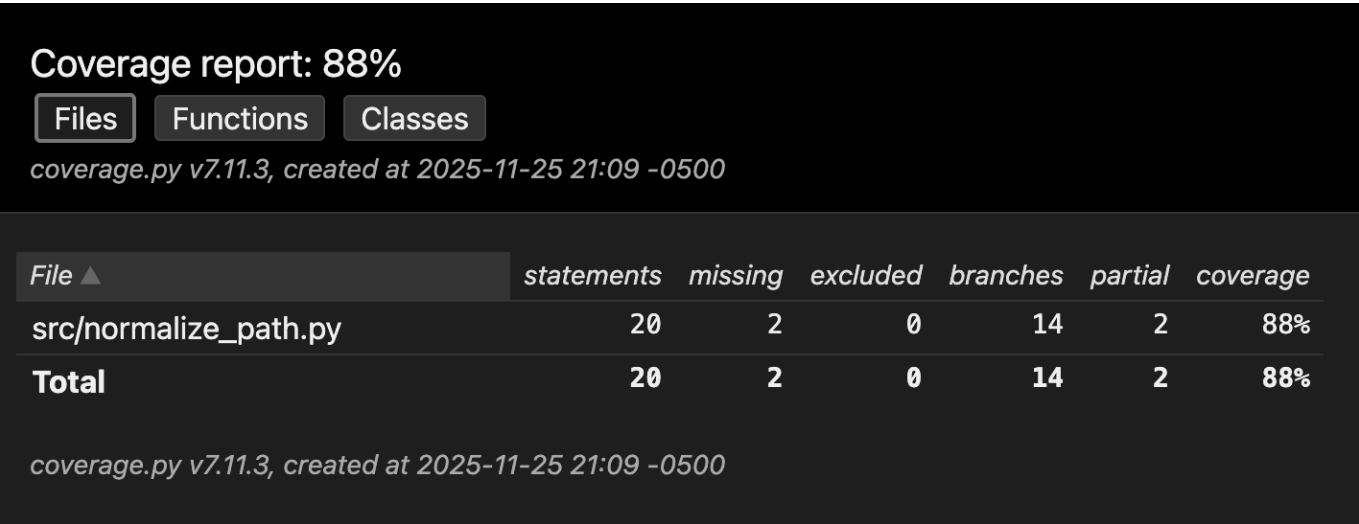 Coverage report: 88%
Files Functions Classes
coverage.py v7.11.3, created at 2025-11-25 21:09 -0500
File ▲ statements missing excluded branches partial coverage
src/normalize_path.py 20 2 0 14 2 88%
Total 20 2 0 14 2 88%
coverage.py v7.11.3, created at 2025-11-25 21:09 -0500